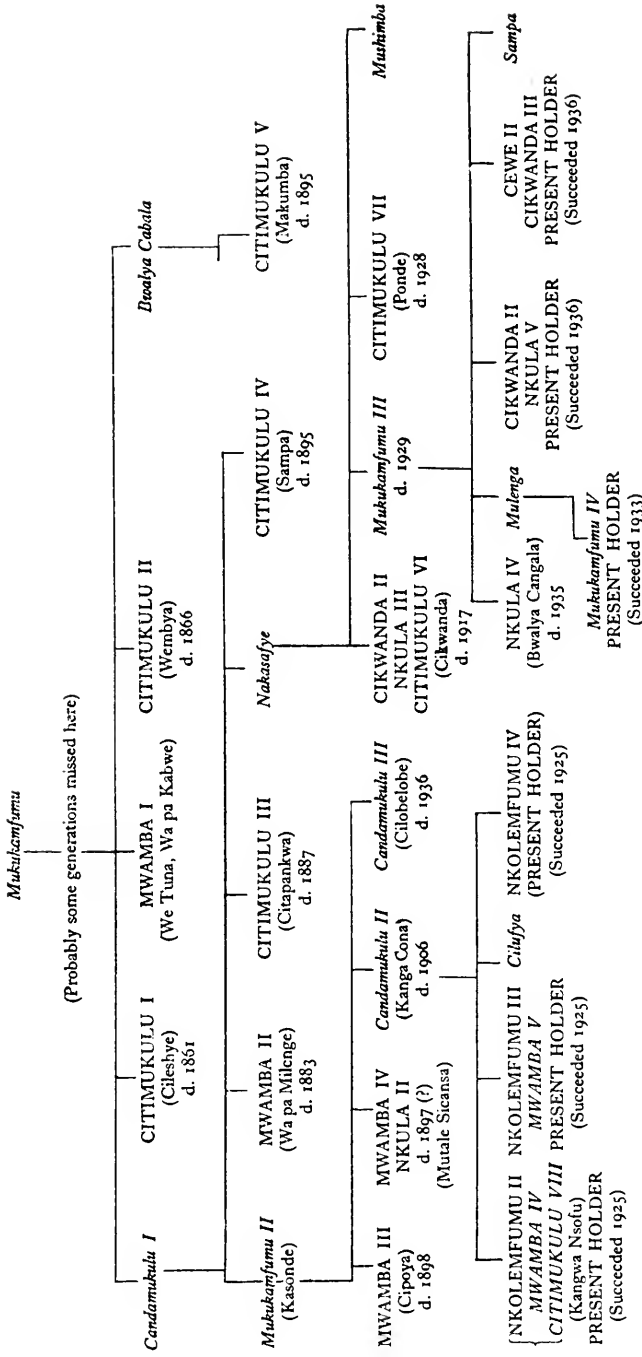 Mukukamfumu
(Probably some generations missed here)
Candamukulu I
CITIMUKULU I
(Cileshye)
d. 1861
MWAMBA I
(We Tuna, Wa pa Kabwe)
CITIMUKULU II
(Wembya)
d. 1866
Bwalya Cabala
Mukukamfumu II
(Kasonde)
MWAMBA II
(Wa pa Milenge)
d. 1883
CITIMUKULU III
(Citapankwa)
d. 1887
Nakasafye
CITIMUKULU IV
(Sampa)
d. 1895
CITIMUKULU V
(Makumba)
d. 1895
MWAMBA III
(Cipoya)
d. 1898
MWAMBA IV
NKULA II
d. 1897 (?)
(Mutale Sicansa)
Candamukulu II
(Kanga Cona)
d. 1906
Candamukulu III
(Cilobelobe)
d. 1936
CIKWANDA II
NKULA III
CITIMUKULU VI
(Cikwanda)
d. 1917
Mukukamfumu III
d. 1929
CITIMUKULU VII
(Ponde)
d. 1928
Mushimba
NKOLEMFUMU II
MWAMBA IV
CITIMUKULU VIII
(Kangwa Nsofu)
PRESENT HOLDER
(Succeeded 1925)
NKOLEMFUMU III
MWAMBA V
PRESENT HOLDER
(Succeeded 1925)
Cilufya
NKOLEMFUMU IV
(PRESENT HOLDER)
(Succeeded 1925)
NKULA IV
(Bwalya Cangala)
d. 1935
Mulenga
CIKWANDA II
NKULA V
PRESENT HOLDER
(Succeeded 1936)
CEWE II
CIKWANDA III
PRESENT HOLDER
(Succeeded 1936)
Sampa
Mukukamfumu IV
PRESENT HOLDER
(Succeeded 1933)